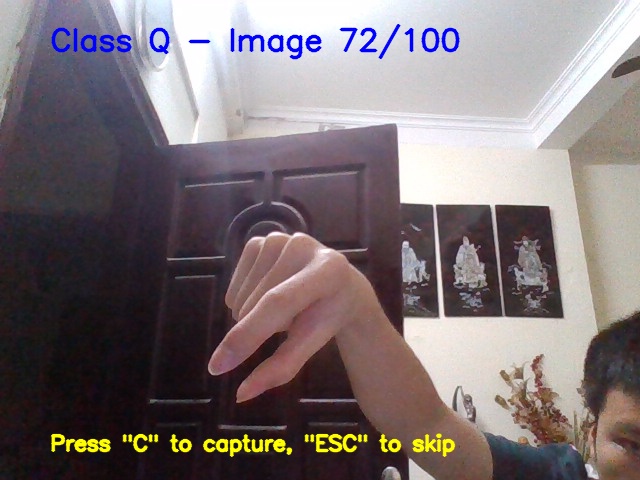 Class Q - Image 72/100
Press "C" to capture, "ESC" to skip